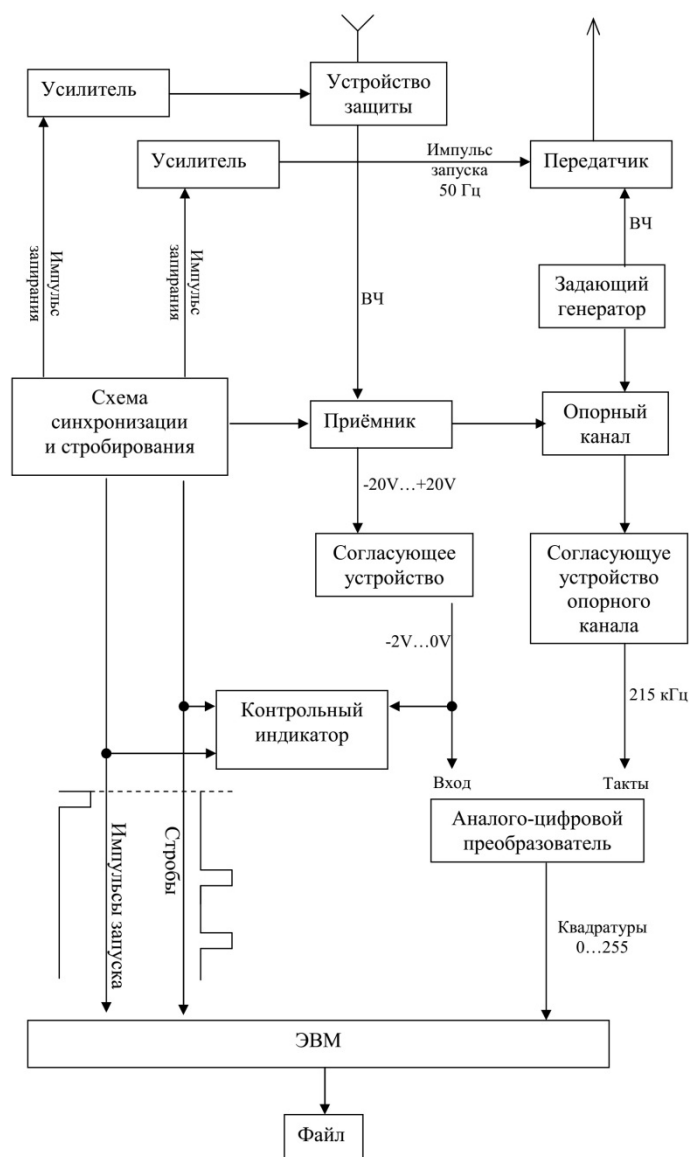 Усилитель
Устройство
защиты
Усилитель
Импульс
запуска
50 Гц
Передатчик
Импульс
запирания
Импульс
запирания
ВЧ
ВЧ
Задающий
генератор
Схема
синхронизации
и стробирования
Приёмник
Опорный
канал
-20V…+20V
Согласующее
устройство
Согласующуе
устройство
опорного
канала
-2V…0V
215 кГц
Контрольный
индикатор
Вход
Такты
Импульсы запуска
Стробы
Аналого-цифровой
преобразователь
Квадратуры
0…255
ЭВМ
Файл